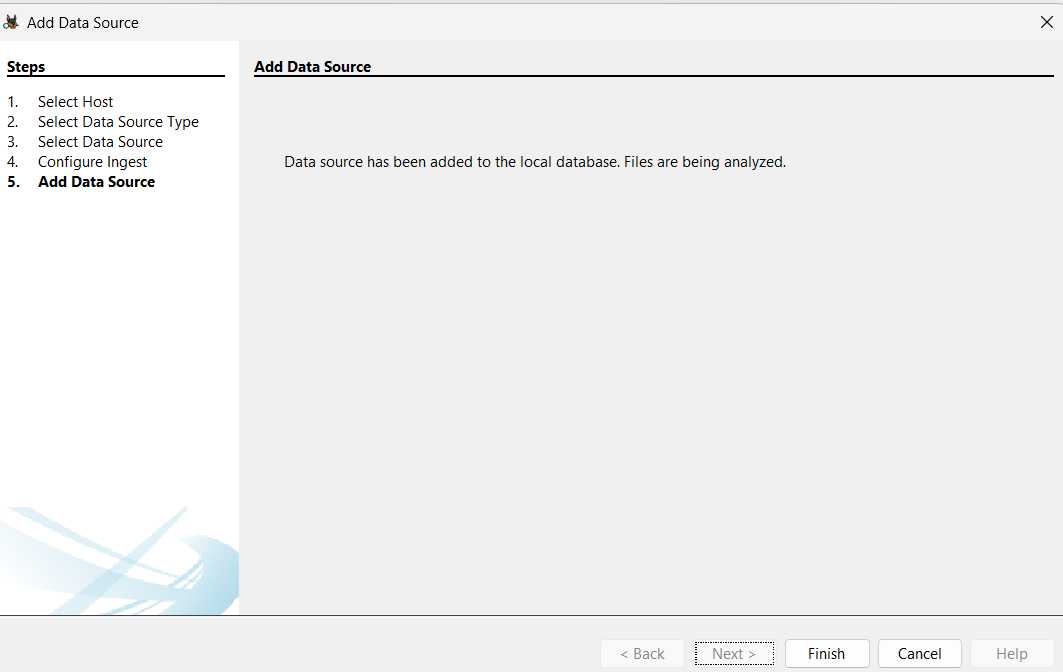 Add Data Source
Steps
1. Select Host
2. Select Data Source Type
3. Select Data Source
4. Configure Ingest
5. Add Data Source
Add Data Source
Data source has been added to the local database. Files are being analyzed.
< Back Next > Finish Cancel Help